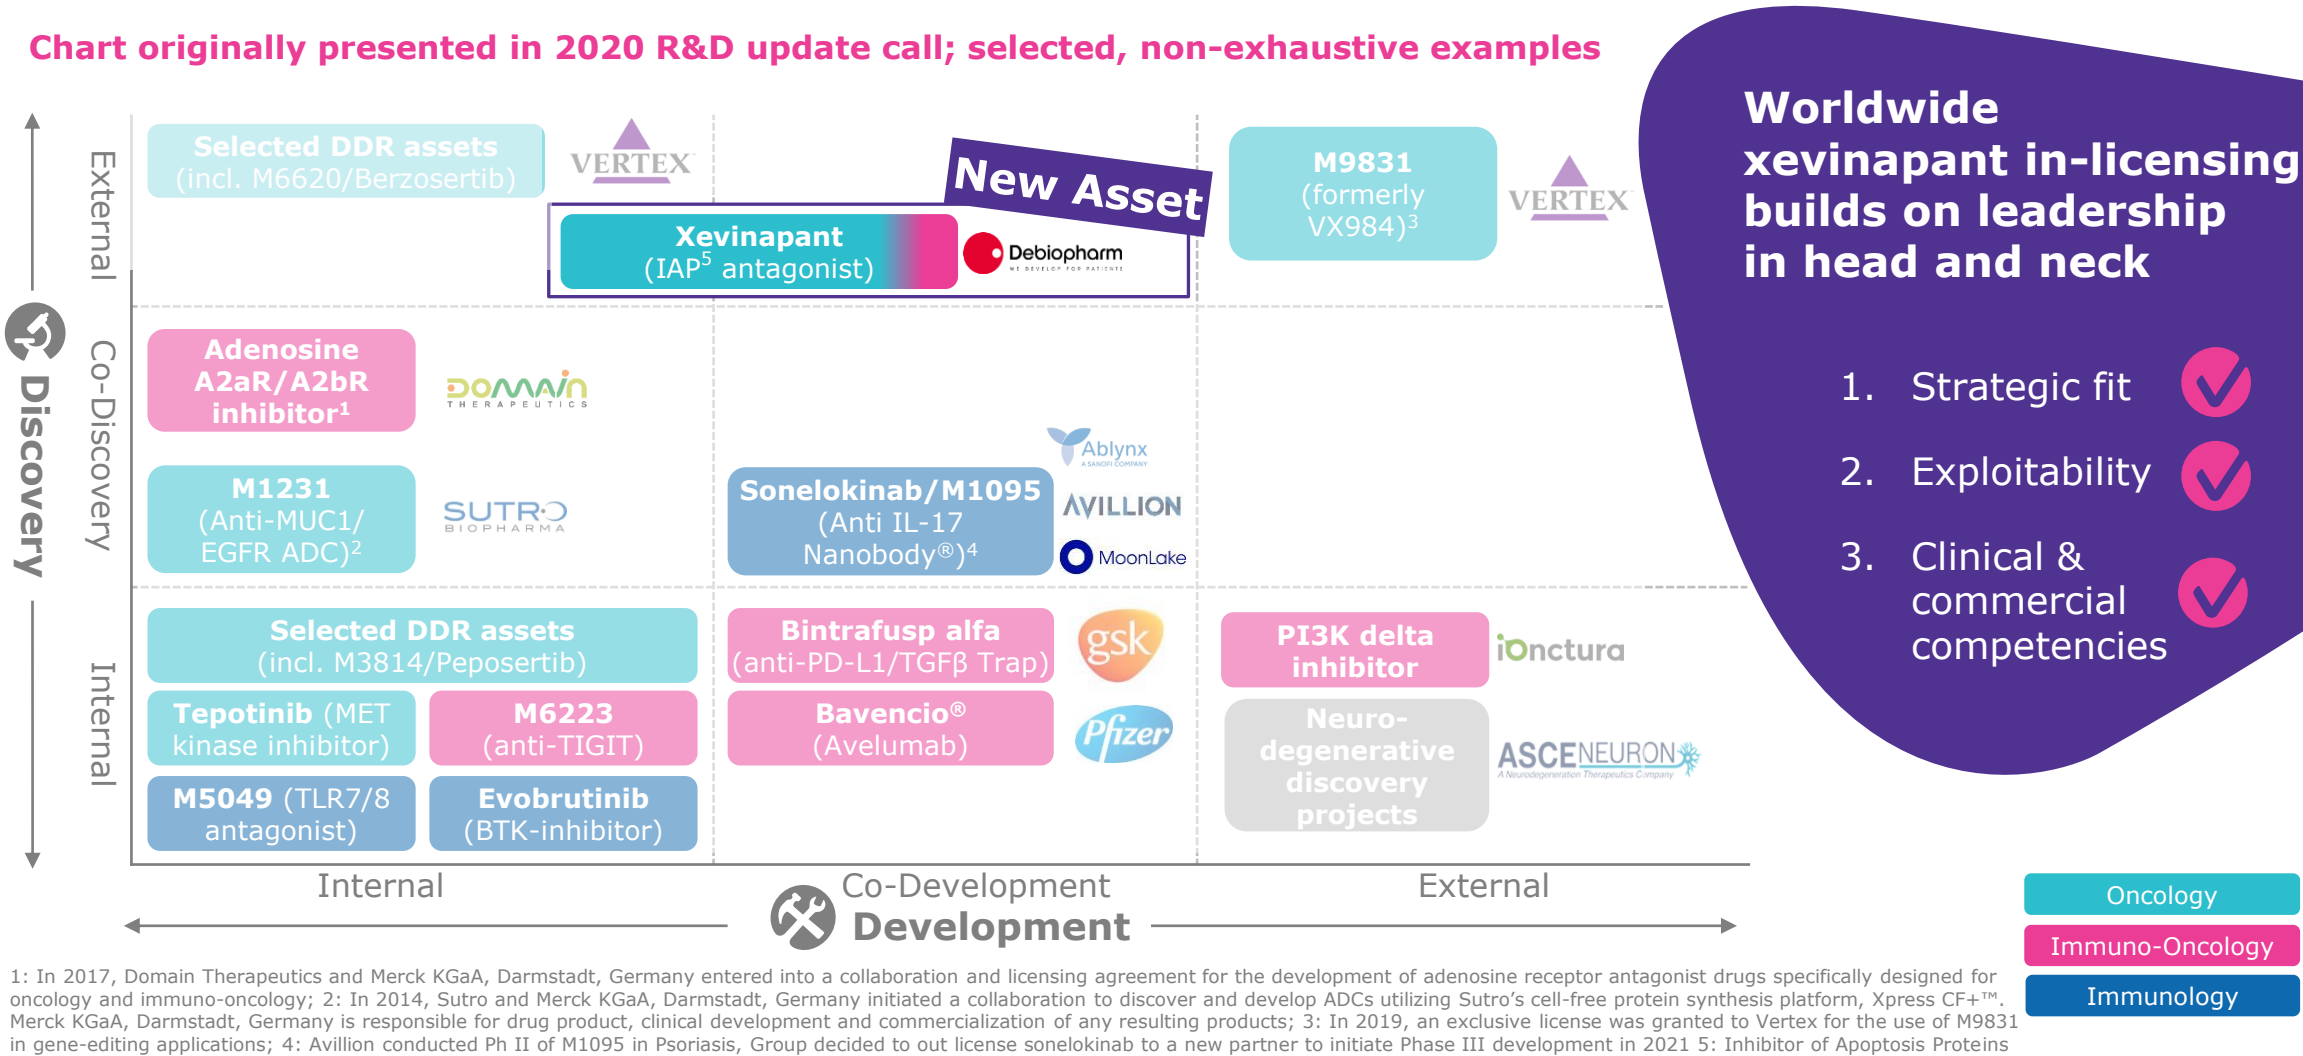 Chart originally presented in 2020 R&D update call; selected, non-exhaustive examples
Discovery
External
Co-Discovery
Internal
Selected DDR assets
(incl. M6620/Berzosertib)
VERTEX
New Asset
Xevinapant
(IAP5 antagonist)
Debiopharm
WE DEVELOP FOR PATIENTS
M9831
(formerly
VX984)3
VERTEX
Adenosine
A2aR/A2bR
inhibitor1
DOMAIN
THERAPEUTICS
M1231
(Anti-MUC1/
EGFR ADC)2
SUTRO
BIOPHARMA
Sonelokinab/M1095
(Anti IL-17
Nanobody®)4
Ablynx
A SANOFI COMPANY
AVILLION
MoonLake
Selected DDR assets
(incl. M3814/Peposertib)
Tepotinib (MET
kinase inhibitor)
M6223
(anti-TIGIT)
M5049 (TLR7/8
antagonist)
Evobrutinib
(BTK-inhibitor)
Bintrafusp alfa
(anti-PD-L1/TGFβ Trap)
gsk
Bavencio®
(Avelumab)
Pfizer
PI3K delta
inhibitor
iOnctura
Neuro-
degenerative
discovery
projects
ASCENEURON
A Neurodegeneration Therapeutics Company
Internal
Co-Development
External
Development
Worldwide
xevinapant in-licensing
builds on leadership
in head and neck
1. Strategic fit
2. Exploitability
3. Clinical &
commercial
competencies
Oncology
Immuno-Oncology
Immunology
1: In 2017, Domain Therapeutics and Merck KGaA, Darmstadt, Germany entered into a collaboration and licensing agreement for the development of adenosine receptor antagonist drugs specifically designed for
oncology and immuno-oncology; 2: In 2014, Sutro and Merck KGaA, Darmstadt, Germany initiated a collaboration to discover and develop ADCs utilizing Sutro's cell-free protein synthesis platform, Xpress CF+™.
Merck KGaA, Darmstadt, Germany is responsible for drug product, clinical development and commercialization of any resulting products; 3: In 2019, an exclusive license was granted to Vertex for the use of M9831
in gene-editing applications; 4: Avillion conducted Ph II of M1095 in Psoriasis, Group decided to out license sonelokinab to a new partner to initiate Phase III development in 2021 5: Inhibitor of Apoptosis Proteins